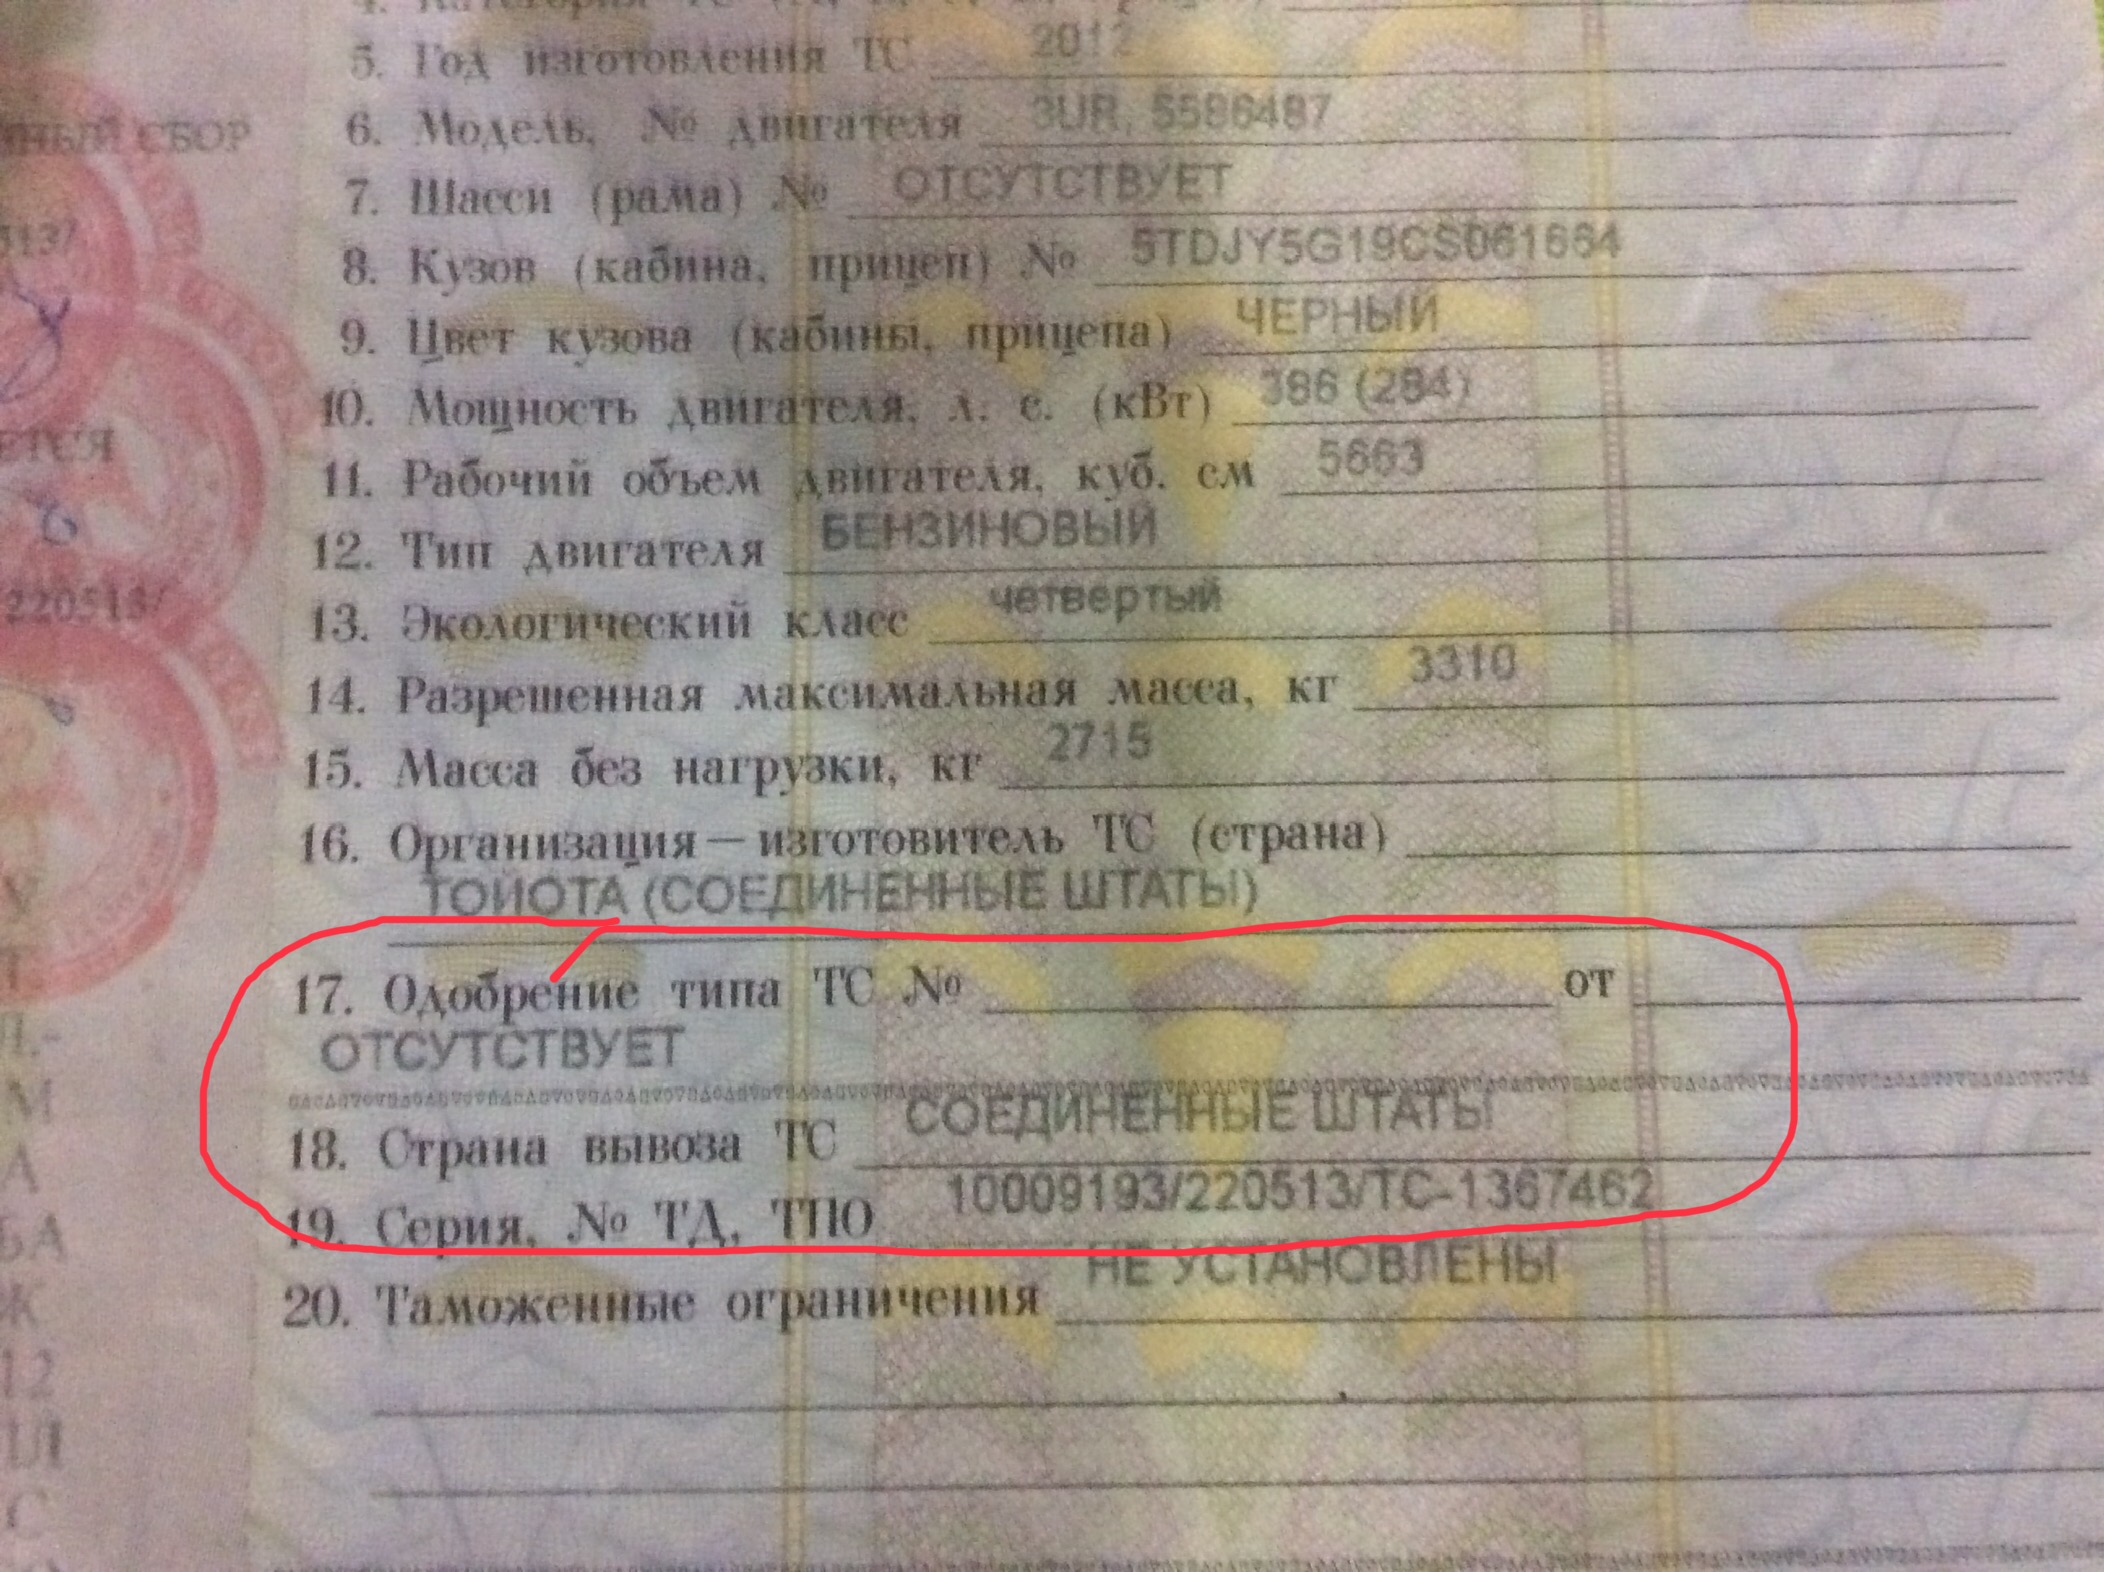 5. Год изготовления ТС 2012
НЫЙ СБОР
6. Модель, № двигателя 3UR, 5586487
7. Шасси (рама) № ОТСУТСТВУЕТ
8. Кузов (кабина, прицеп) № 5TDJY5G19CS061664
9. Цвет кузова (кабины, прицепа) ЧЕРНЫЙ
10. Мощность двигателя, л. с. (кВт) 386 (284)
ЕТСЯ
11. Рабочий объем двигателя, куб. см 5663
12. Тип двигателя БЕНЗИНОВЫЙ
220513/
13. Экологический класс четвертый
14. Разрешенная максимальная масса, кг 3310
15. Масса без нагрузки, кг 2715
16. Организация—изготовитель ТС (страна)
ТОЙОТА (СОЕДИНЕННЫЕ ШТАТЫ)
17. Одобрение типа ТС № от
ОТСУТСТВУЕТ
18. Страна вывоза ТС СОЕДИНЕННЫЕ ШТАТЫ
19. Серия, № ТД, ТПО 10009193/220513/ТС-1367462
20. Таможенные ограничения НЕ УСТАНОВЛЕНЫ